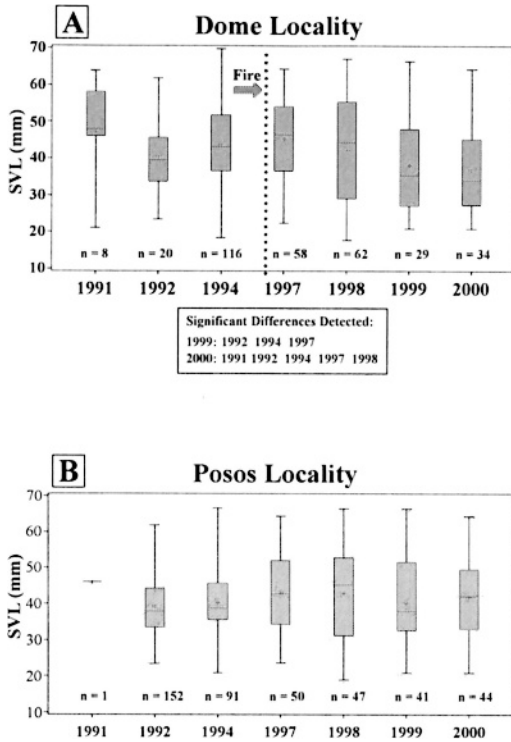 A Dome Locality
70
60
50
40
30
20
10
SVL (mm)
Fire
n = 8 n = 20 n = 116 n = 58 n = 62 n = 29 n = 34
1991 1992 1994 1997 1998 1999 2000
Significant Differences Detected:
1999: 1992 1994 1997
2000: 1991 1992 1994 1997 1998
B Posos Locality
70
60
50
40
30
20
10
SVL (mm)
n = 1 n = 152 n = 91 n = 50 n = 47 n = 41 n = 44
1991 1992 1994 1997 1998 1999 2000